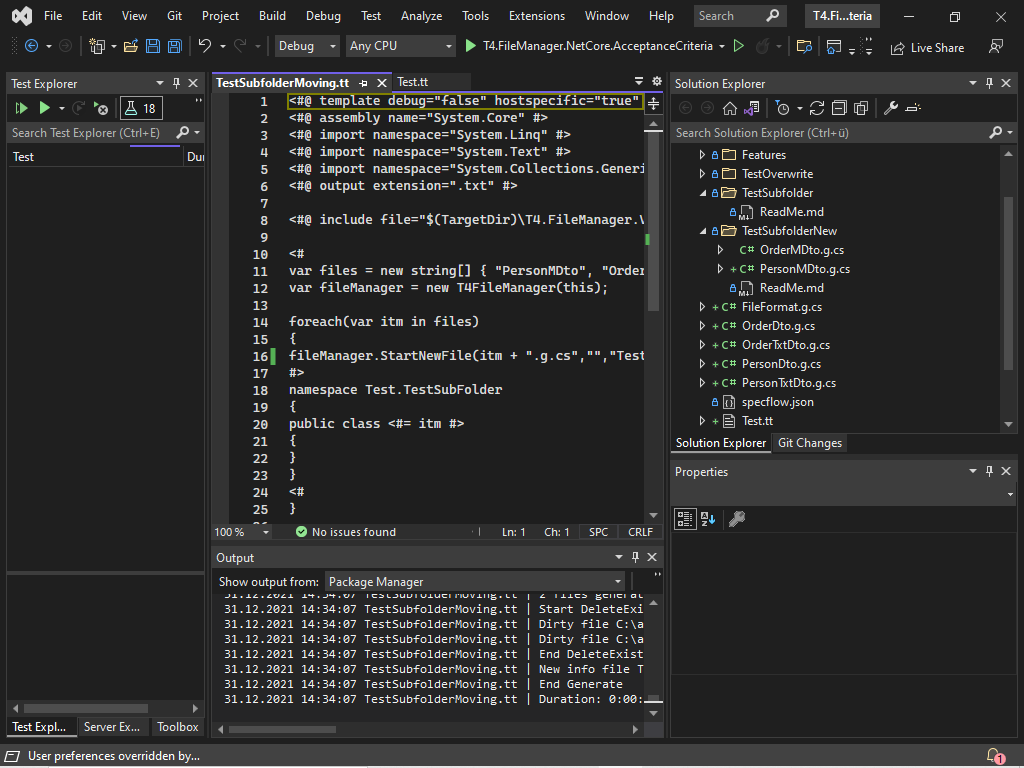 File Edit View Git Project Build Debug Test Analyze Tools Extensions Window Help Search T4.Fi...teria
Debug Any CPU T4.FileManager.NetCore.AcceptanceCriteria Live Share
Test Explorer
18
Search Test Explorer (Ctrl+E)
Test Du
TestSubfolderMoving.tt Test.tt
1 <#@ template debug="false" hostspecific="true"
2 <#@ assembly name="System.Core" #>
3 <#@ import namespace="System.Linq" #>
4 <#@ import namespace="System.Text" #>
5 <#@ import namespace="System.Collections.Generi
6 <#@ output extension=".txt" #>
7
8 <#@ include file="$(TargetDir)\T4.FileManager.V
9
10 <#
11 var files = new string[] { "PersonMDto", "Order
12 var fileManager = new T4FileManager(this);
13
14 foreach(var itm in files)
15 {
16 fileManager.StartNewFile(itm + ".g.cs","","Test
17 #>
18 namespace Test.TestSubFolder
19 {
20 public class <#= itm #>
21 {
22 }
23 }
24 <#
25 }
100 % No issues found Ln: 1 Ch: 1 SPC CRLF
Output
Show output from: Package Manager
31.12.2021 14:34:07 TestSubfolderMoving.tt | 2 files generat
31.12.2021 14:34:07 TestSubfolderMoving.tt | Start DeleteExi
31.12.2021 14:34:07 TestSubfolderMoving.tt | Dirty file C:\a
31.12.2021 14:34:07 TestSubfolderMoving.tt | Dirty file C:\a
31.12.2021 14:34:07 TestSubfolderMoving.tt | End DeleteExist
31.12.2021 14:34:07 TestSubfolderMoving.tt | New info file T
31.12.2021 14:34:07 TestSubfolderMoving.tt | End Generate
31.12.2021 14:34:07 TestSubfolderMoving.tt | Duration: 0:00:
Solution Explorer
Search Solution Explorer (Ctrl+ü)
Features
TestOverwrite
TestSubfolder
ReadMe.md
TestSubfolderNew
C# OrderMDto.g.cs
+ C# PersonMDto.g.cs
ReadMe.md
+ C# FileFormat.g.cs
+ C# OrderDto.g.cs
+ C# OrderTxtDto.g.cs
+ C# PersonDto.g.cs
+ C# PersonTxtDto.g.cs
specflow.json
+ Test.tt
Solution Explorer Git Changes
Properties
Test Expl... Server Ex... Toolbox
User preferences overridden by... 1